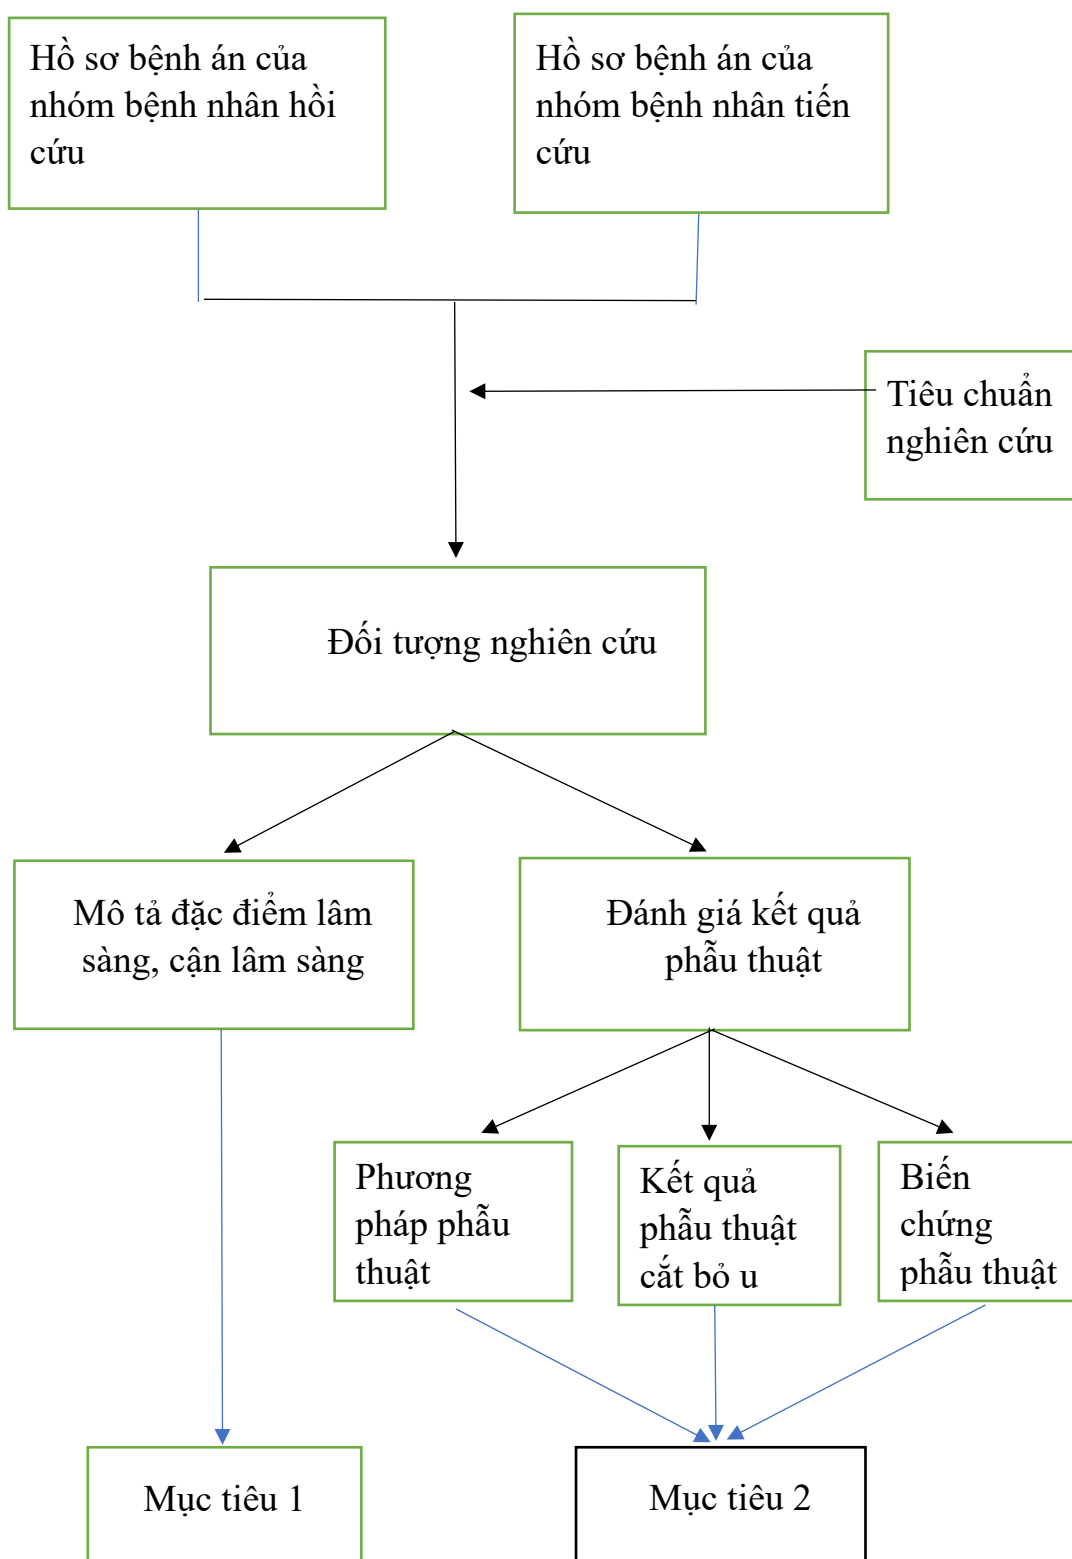 Hồ sơ bệnh án của
nhóm bệnh nhân hồi
cứu
Hồ sơ bệnh án của
nhóm bệnh nhân tiến
cứu
Tiêu chuẩn
nghiên cứu
Đối tượng nghiên cứu
Mô tả đặc điểm lâm
sàng, cận lâm sàng
Đánh giá kết quả
phẫu thuật
Phương
pháp phẫu
thuật
Kết quả
phẫu thuật
cắt bỏ u
Biến
chứng
phẫu thuật
Mục tiêu 1
Mục tiêu 2